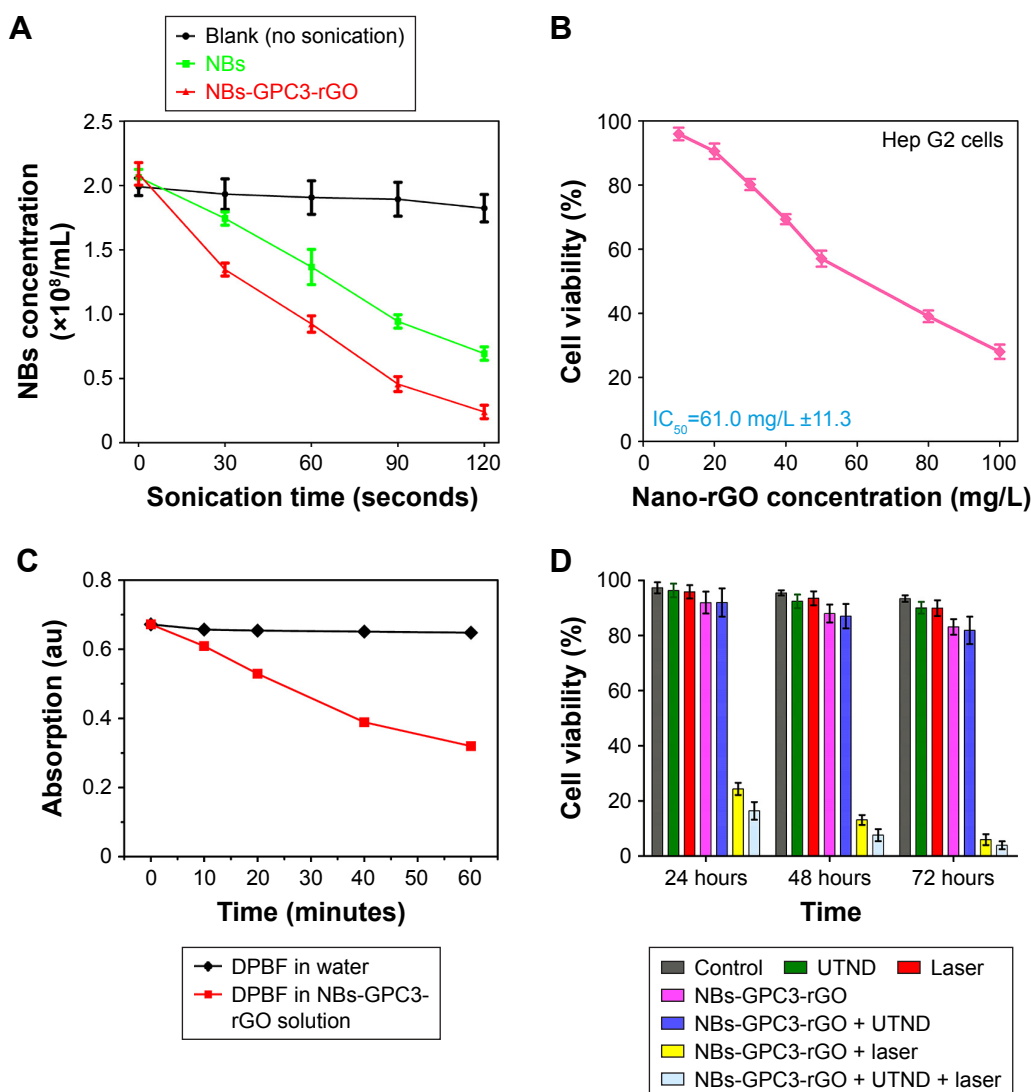 A
Blank (no sonication)
NBs
NBs-GPC3-rGO
NBs concentration
(×10⁸/mL)
2.5
2.0
1.5
1.0
0.5
0
0 30 60 90 120
Sonication time (seconds)
B
Hep G2 cells
Cell viability (%)
100
80
60
40
20
0
IC₅₀=61.0 mg/L ±11.3
0 20 40 60 80 100
Nano-rGO concentration (mg/L)
C
Absorption (au)
0.8
0.6
0.4
0.2
0
0 10 20 30 40 50 60
Time (minutes)
DPBF in water
DPBF in NBs-GPC3-
rGO solution
D
Cell viability (%)
100
80
60
40
20
0
24 hours 48 hours 72 hours
Time
Control UTND Laser
NBs-GPC3-rGO
NBs-GPC3-rGO + UTND
NBs-GPC3-rGO + laser
NBs-GPC3-rGO + UTND + laser